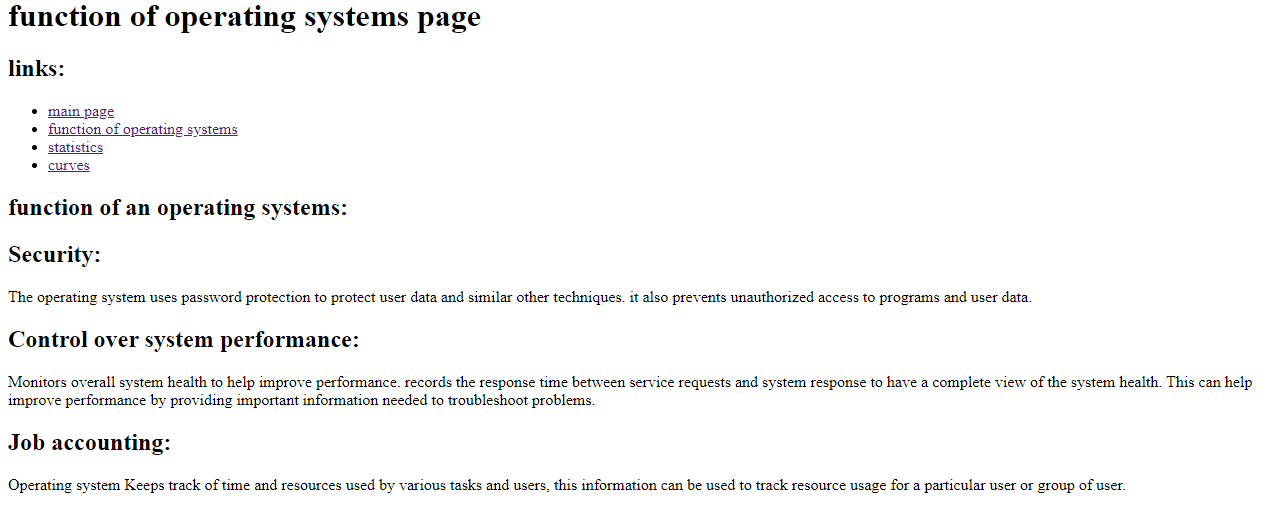 function of operating systems page
links:
main page
function of operating systems
statistics
curves
function of an operating systems:
Security:
The operating system uses password protection to protect user data and similar other techniques. it also prevents unauthorized access to programs and user data.
Control over system performance:
Monitors overall system health to help improve performance. records the response time between service requests and system response to have a complete view of the system health. This can help
improve performance by providing important information needed to troubleshoot problems.
Job accounting:
Operating system Keeps track of time and resources used by various tasks and users, this information can be used to track resource usage for a particular user or group of user.